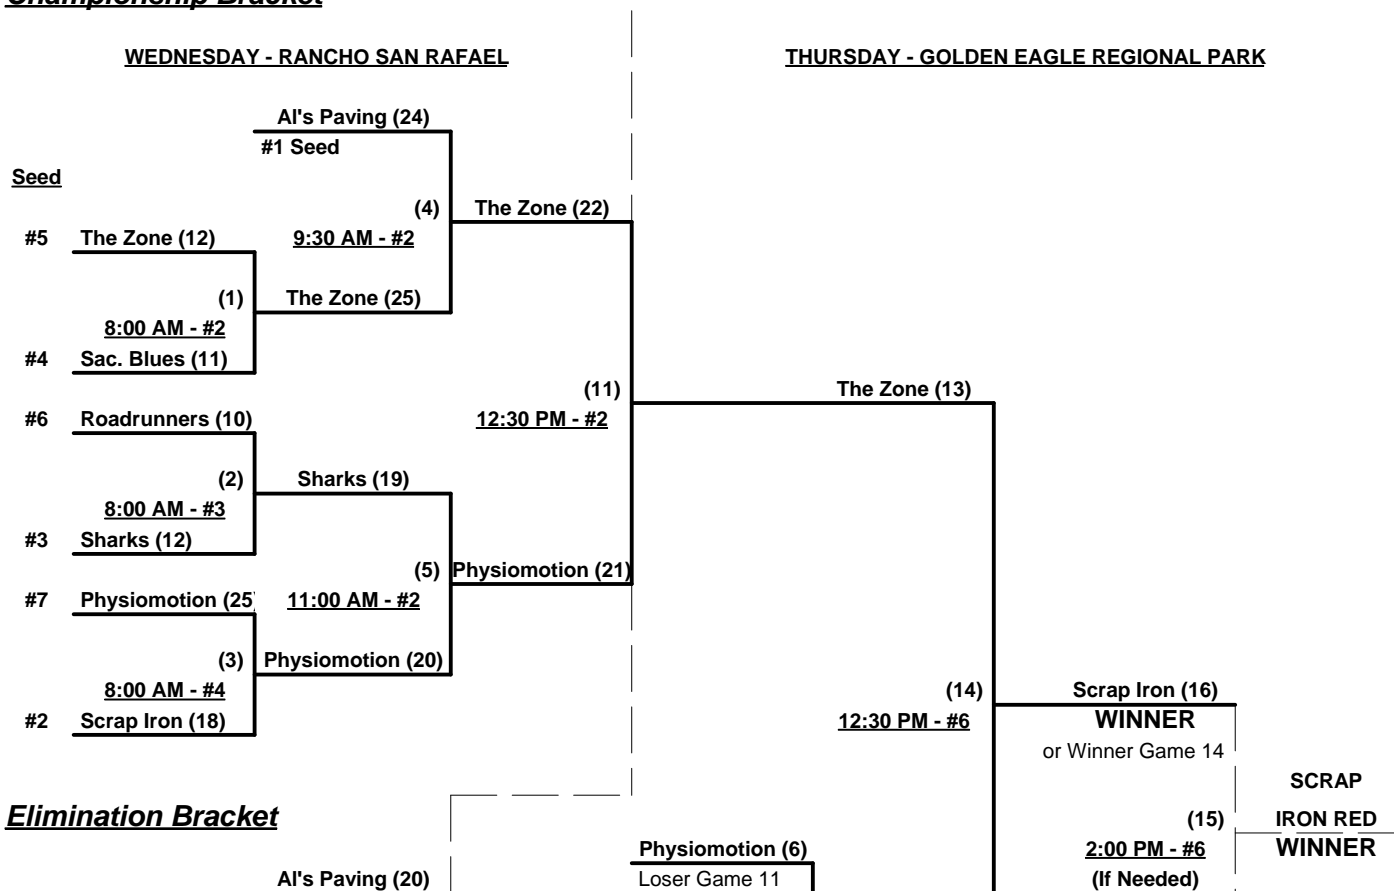 Championship Bracket
WEDNESDAY - RANCHO SAN RAFAEL
THURSDAY - GOLDEN EAGLE REGIONAL PARK
Al's Paving (24)
#1 Seed
Seed
(4)
The Zone (22)
#5
The Zone (12)
9:30 AM - #2
(1)
The Zone (25)
8:00 AM - #2
#4
Sac. Blues (11)
(11)
The Zone (13)
#6
Roadrunners (10)
12:30 PM - #2
(2)
Sharks (19)
8:00 AM - #3
#3
Sharks (12)
(5)
Physiomotion (21)
#7
Physiomotion (25)
11:00 AM - #2
(3)
Physiomotion (20)
8:00 AM - #4
(14)
Scrap Iron (16)
#2
Scrap Iron (18)
12:30 PM - #6
WINNER
or Winner Game 14
SCRAP
Elimination Bracket
(15)
IRON RED
Physiomotion (6)
2:00 PM - #6
WINNER
Al's Paving (20)
Loser Game 11
(If Needed)